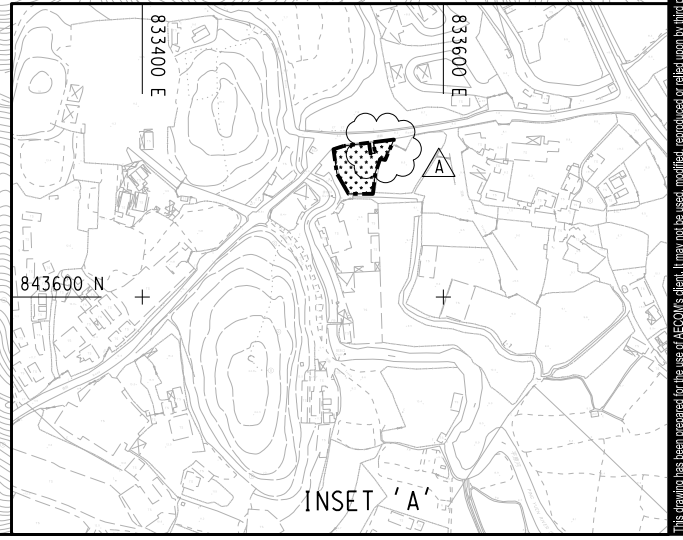 833400 E
833600 E
A
843600 N
INSET 'A'
This drawing has been prepared for the use of AECOM's client. It may not be used, modified, reproduced or relied upon by third